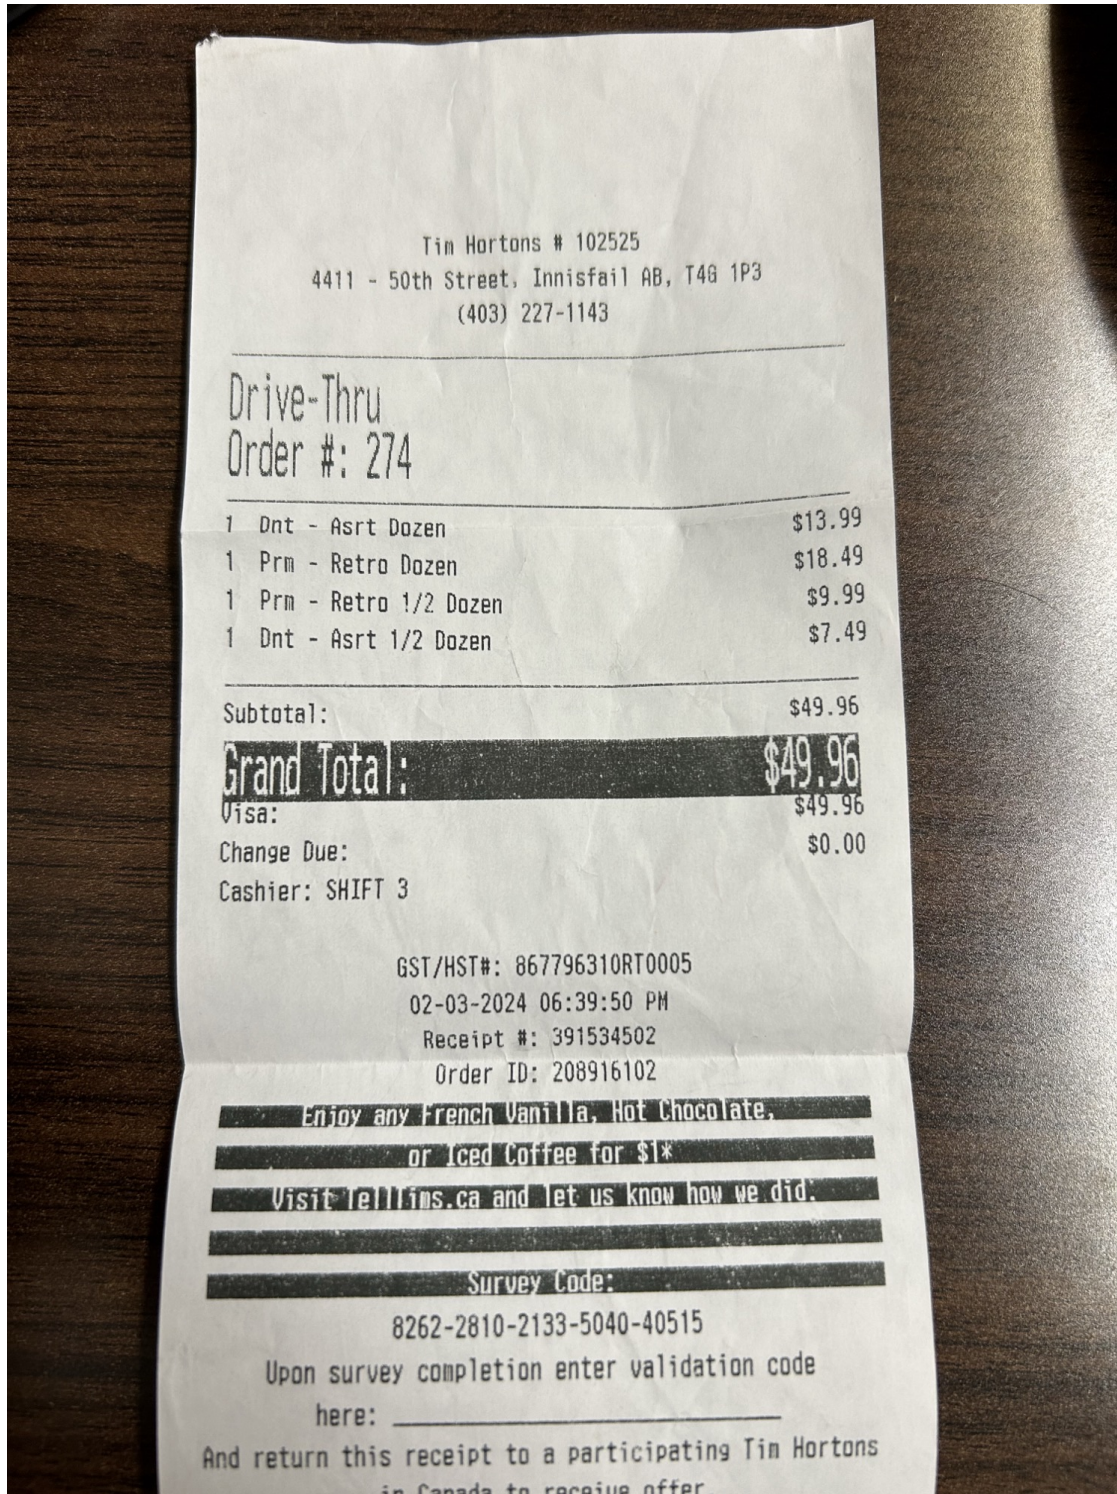 Tim Hortons # 102525
4411 - 50th Street, Innisfail AB, T4G 1P3
(403) 227-1143
Drive-Thru
Order #: 274
1 Dnt - Asrt Dozen $13.99
1 Prm - Retro Dozen $18.49
1 Prm - Retro 1/2 Dozen $9.99
1 Dnt - Asrt 1/2 Dozen $7.49
Subtotal: $49.96
Grand Total: $49.96
Visa: $49.96
Change Due: $0.00
Cashier: SHIFT 3
GST/HST#: 867796310RT0005
02-03-2024 06:39:50 PM
Receipt #: 391534502
Order ID: 208916102
Enjoy any French Vanilla, Hot Chocolate,
or Iced Coffee for $1*
Visit TellTims.ca and let us know how we did:
Survey Code:
8262-2810-2133-5040-40515
Upon survey completion enter validation code
here:
And return this receipt to a participating Tim Hortons
in Canada to receive offer